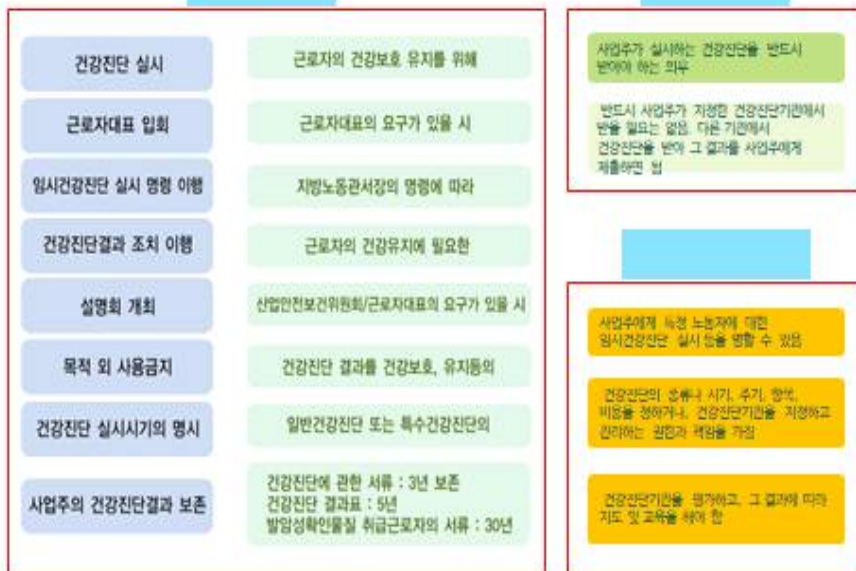 건강진단 실시
근로자의 건강보호 유지를 위해
근로자대표 입회
근로자대표의 요구가 있을 시
임시건강진단 실시 명령 이행
지방노동관서장의 명령에 따라
건강진단결과 조치 이행
근로자의 건강유지에 필요한
설명회 개최
산업안전보건위원회/근로자대표의 요구가 있을 시
목적 외 사용금지
건강진단 결과를 건강보호, 유지등의
건강진단 실시시기의 명시
일반건강진단 또는 특수건강진단의
사업주의 건강진단결과 보존
건강진단에 관한 서류 : 3년 보존
건강진단 결과표 : 5년
발암성확인물질 취급근로자의 서류 : 30년
사업주가 실시하는 건강진단을 반드시
받아야 하는 의무
반드시 사업주가 지정한 건강진단기관에서
받을 필요는 없음. 다른 기관에서
건강진단을 받아 그 결과를 사업주에게
제출하면 됨
사업주에게 특정 노동자에 대한
임시건강진단 실시 등을 명할 수 있음
건강진단의 종류나 시기, 주기, 항목,
비용을 정하거나, 건강진단기관을 지정하고
관리하는 권한과 책임을 가짐
건강진단기관을 평가하고, 그 결과에 따라
지도 및 교육을 해야 함